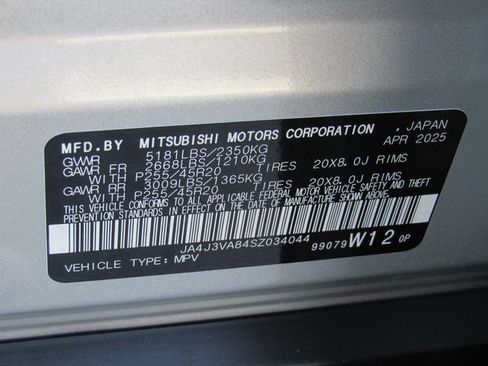 MFD.BY MITSUBISHI MOTORS CORPORATION , JAPAN
APR 2025
GVWR 5181LBS/2350KG
GAWR FR 2668LBS/1210KG
WITH P255/45R20 TIRES 20X8.0J RIMS
GAWR RR 3009LBS/1365KG
WITH P255/45R20 TIRES 20X8.0J RIMS
THIS VEHICLE CONFORMS TO ALL APPLICABLE FEDERAL MOTOR VEHICLE SAFETY AND THEFT
PREVENTION STANDARDS IN EFFECT ON THE DATE OF MANUFACTURE SHOWN ABOVE.
JA4J3VA84SZ034044
VEHICLE TYPE: MPV 99079 W12 0P